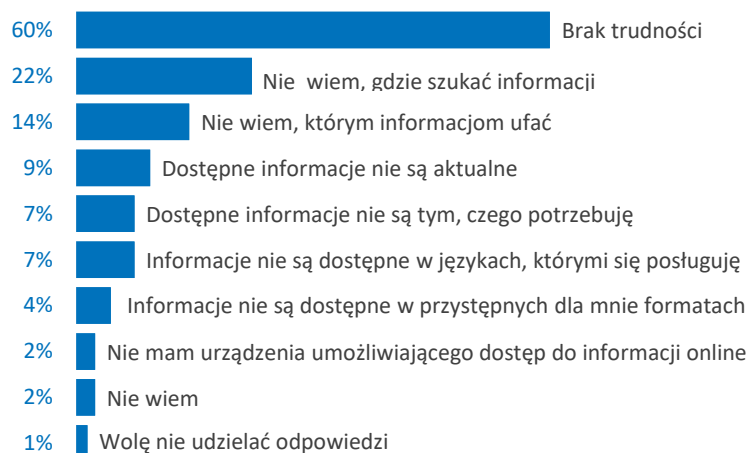 60% Brak trudności
22% Nie wiem, gdzie szukać informacji
14% Nie wiem, którym informacjom ufać
9% Dostępne informacje nie są aktualne
7% Dostępne informacje nie są tym, czego potrzebuję
7% Informacje nie są dostępne w językach, którymi się posługuję
4% Informacje nie są dostępne w przystępnych dla mnie formatach
2% Nie mam urządzenia umożliwiającego dostęp do informacji online
2% Nie wiem
1% Wolę nie udzielać odpowiedzi